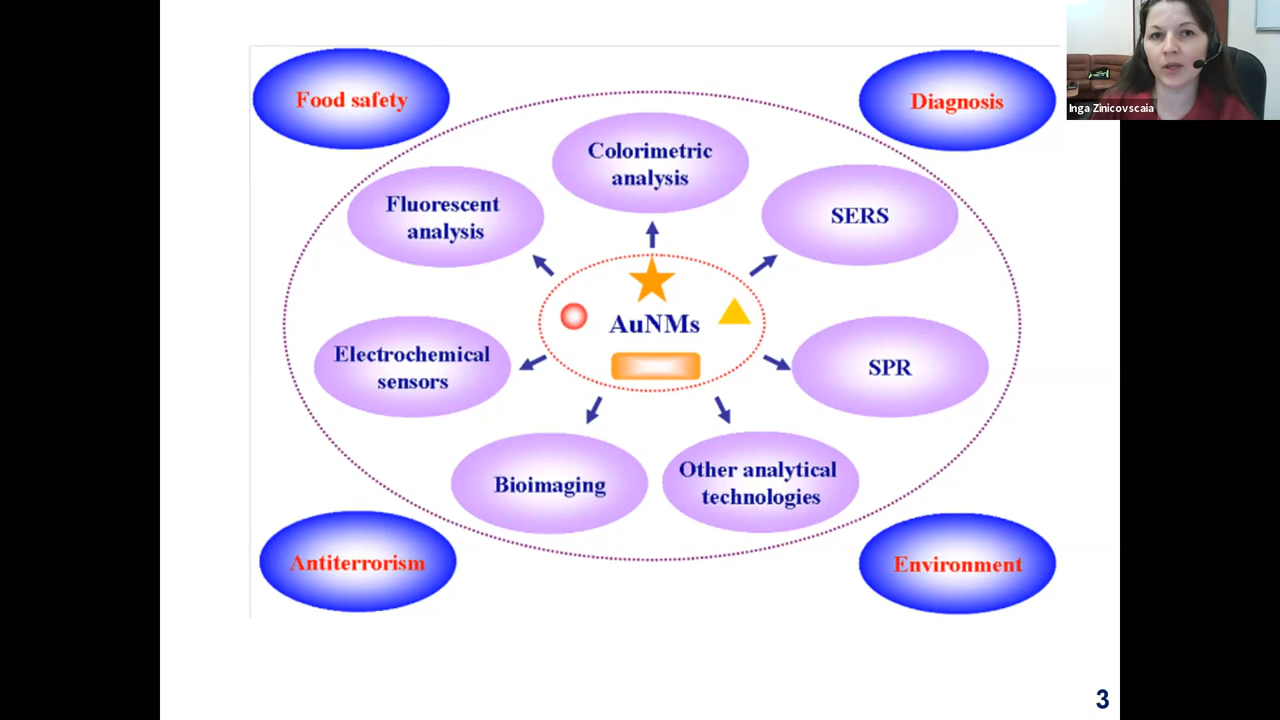 Food safety
Diagnosis
Inga Zinicovscaia
Colorimetric
analysis
Fluorescent
analysis
SERS
AuNMs
Electrochemical
sensors
SPR
Bioimaging
Other analytical
technologies
Antiterrorism
Environment
3